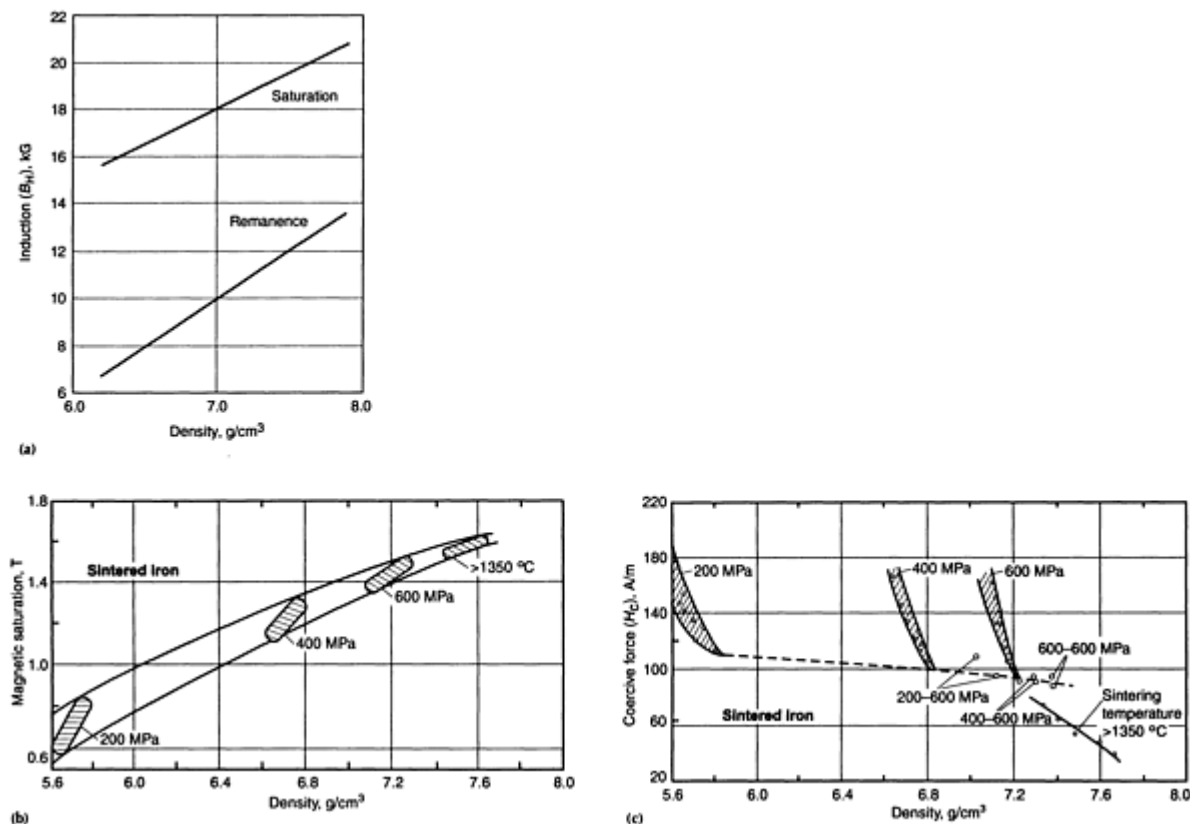 22
20
18
16
14
12
10
8
6
Induction (BH), kG
Saturation
Remanence
6.0 7.0 8.0
Density, g/cm3
(a)
1.8
1.4
1.0
0.6
Magnetic saturation, T
Sintered iron
>1350 °C
600 MPa
400 MPa
200 MPa
5.6 6.0 6.4 6.8 7.2 7.6 8.0
Density, g/cm3
(b)
220
180
140
100
60
20
Coercive force (HC), A/m
200 MPa
400 MPa
600 MPa
600–600 MPa
200–600 MPa
400–600 MPa
Sintering
temperature
>1350 °C
Sintered iron
5.6 6.0 6.4 6.8 7.2 7.6 8.0
Density, g/cm3
(c)